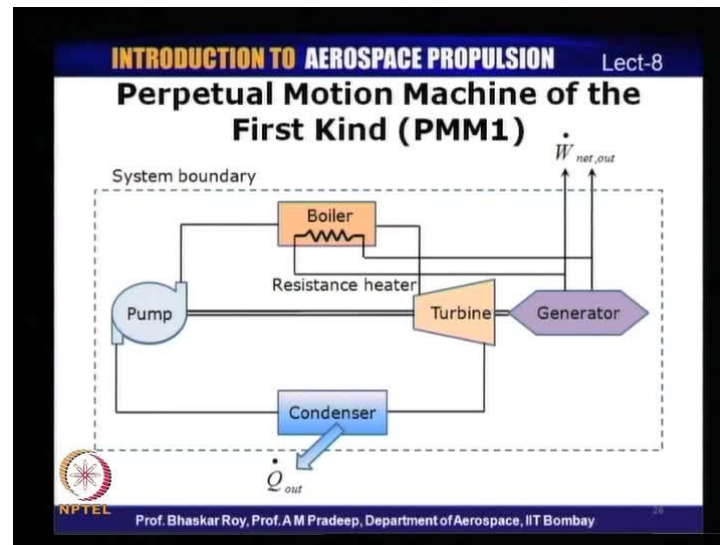 INTRODUCTION TO AEROSPACE PROPULSION Lect-8
Perpetual Motion Machine of the
First Kind (PMM1)
Ẇ net,out
System boundary
Boiler
Resistance heater
Pump
Turbine
Generator
Condenser
Q̇ out
NPTEL
26
Prof. Bhaskar Roy, Prof. A M Pradeep, Department of Aerospace, IIT Bombay